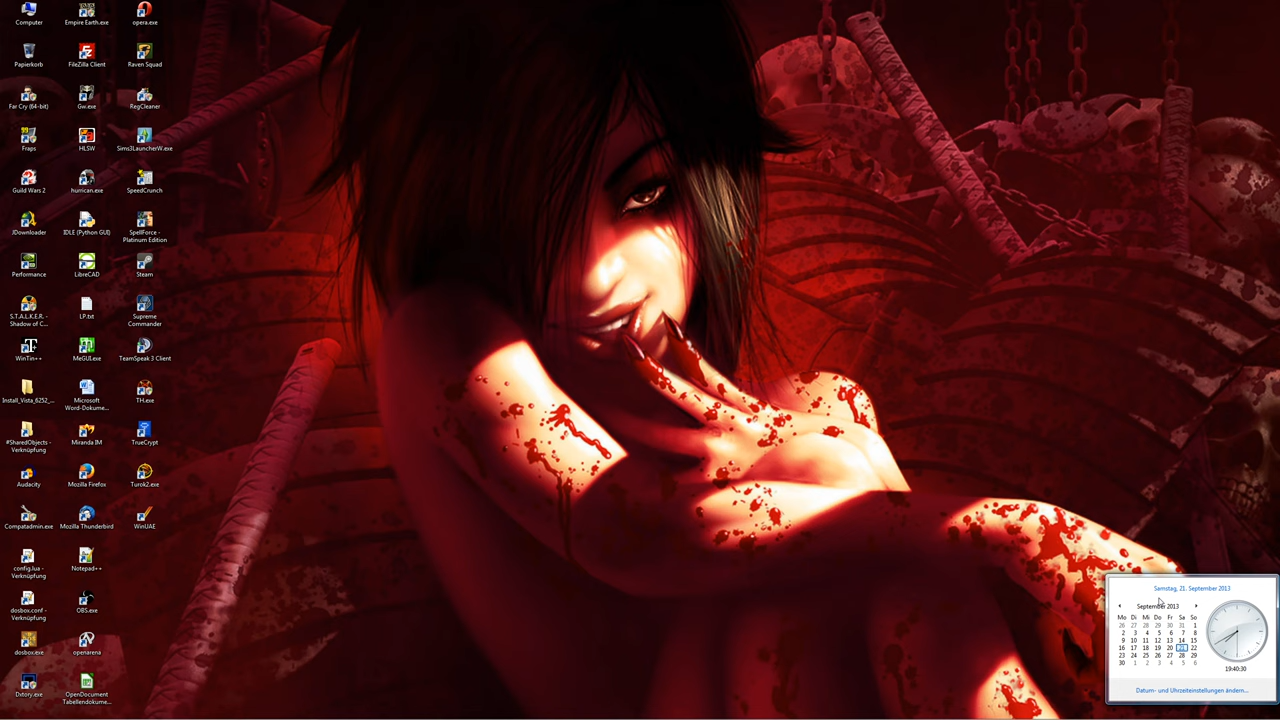 Computer
Empire Earth.exe
opera.exe
Papierkorb
FileZilla Client
Raven Squad
Far Cry (64-bit)
Gw.exe
RegCleaner
99
Fraps
HLSW
Sims3LauncherW.exe
Guild Wars 2
hurrican.exe
SpeedCrunch
JDownloader
IDLE (Python GUI)
SpellForce -
Platinum Edition
Performance
LibreCAD
Steam
S.T.A.L.K.E.R. -
Shadow of C...
LP.txt
Supreme
Commander
WinTin++
MeGUI.exe
TeamSpeak 3 Client
Install_Vista_6252_...
Microsoft
Word-Dokume...
TH.exe
#SharedObjects -
Verknüpfung
Miranda IM
TrueCrypt
Audacity
Mozilla Firefox
Turok2.exe
Compatadmin.exe
Mozilla Thunderbird
WinUAE
config.lua -
Verknüpfung
Notepad++
dosbox.conf -
Verknüpfung
OBS.exe
dosbox.exe
openarena
Dxtory.exe
OpenDocument
Tabellendokume...
Samstag, 21. September 2013
September 2013
Mo Di Mi Do Fr Sa So
26 27 28 29 30 31 1
2 3 4 5 6 7 8
9 10 11 12 13 14 15
16 17 18 19 20 21 22
23 24 25 26 27 28 29
30 1 2 3 4 5 6
19:40:30
Datum- und Uhrzeiteinstellungen ändern...